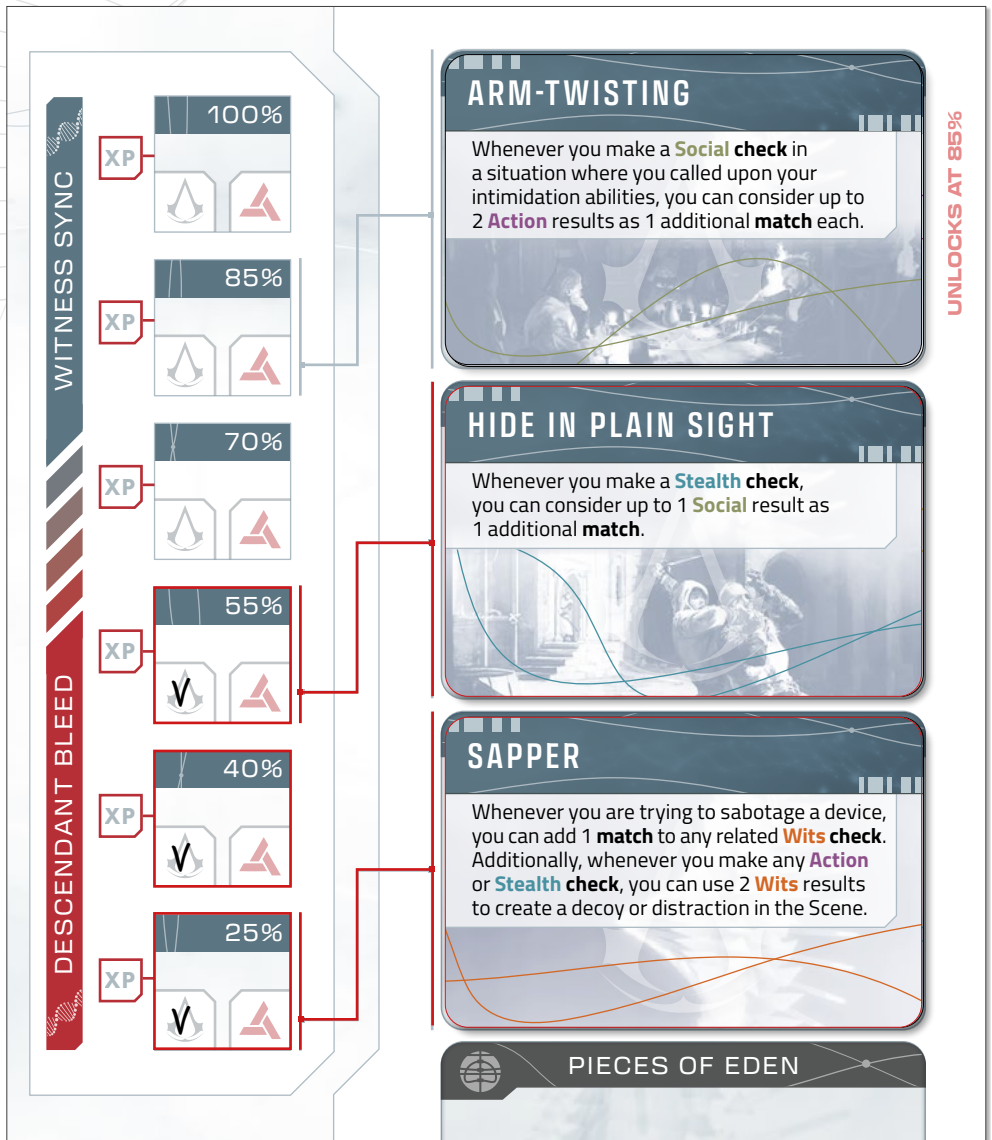 WITNESS SYNC
DESCENDANT BLEED
100%
XP
85%
XP
70%
XP
55%
XP
V
40%
XP
V
25%
XP
V
ARM-TWISTING
Whenever you make a Social check in
a situation where you called upon your
intimidation abilities, you can consider up to
2 Action results as 1 additional match each.
UNLOCKS AT 85%
HIDE IN PLAIN SIGHT
Whenever you make a Stealth check,
you can consider up to 1 Social result as
1 additional match.
SAPPER
Whenever you are trying to sabotage a device,
you can add 1 match to any related Wits check.
Additionally, whenever you make any Action
or Stealth check, you can use 2 Wits results
to create a decoy or distraction in the Scene.
PIECES OF EDEN